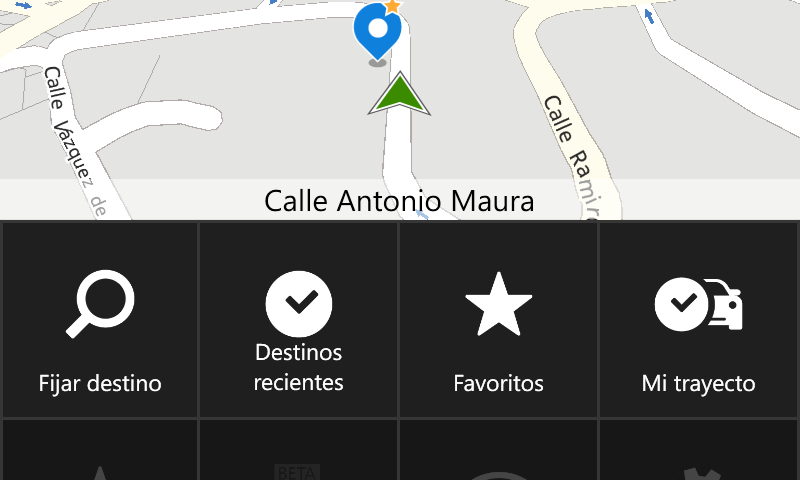 Calle Vázquez de
Calle Ramir
Calle Antonio Maura
Fijar destino
Destinos
recientes
Favoritos
Mi trayecto
BETA